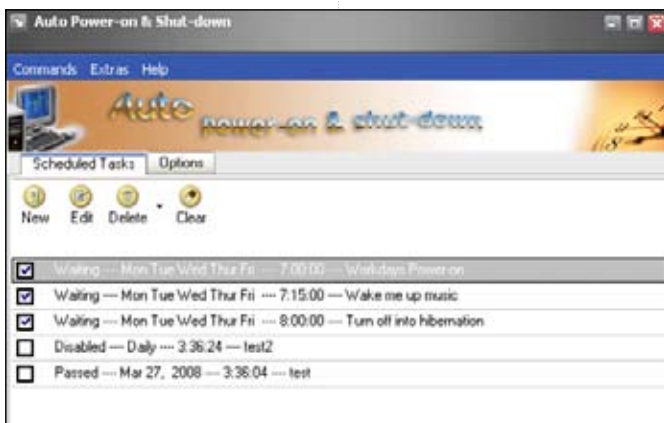 Auto Power-on & Shut-down
Commands Extras Help
Auto power-on & shut-down
Scheduled Tasks Options
New Edit Delete Clear
Waiting --- Mon Tue Wed Thur Fri --- 7:00:00 --- Workdays Power-on
Waiting --- Mon Tue Wed Thur Fri --- 7:15:00 --- Wake me up music
Waiting --- Mon Tue Wed Thur Fri --- 8:00:00 --- Turn off into hibernation
Disabled --- Daily --- 3:36:24 --- test2
Passed --- Mar 27, 2008 --- 3:36:04 --- test